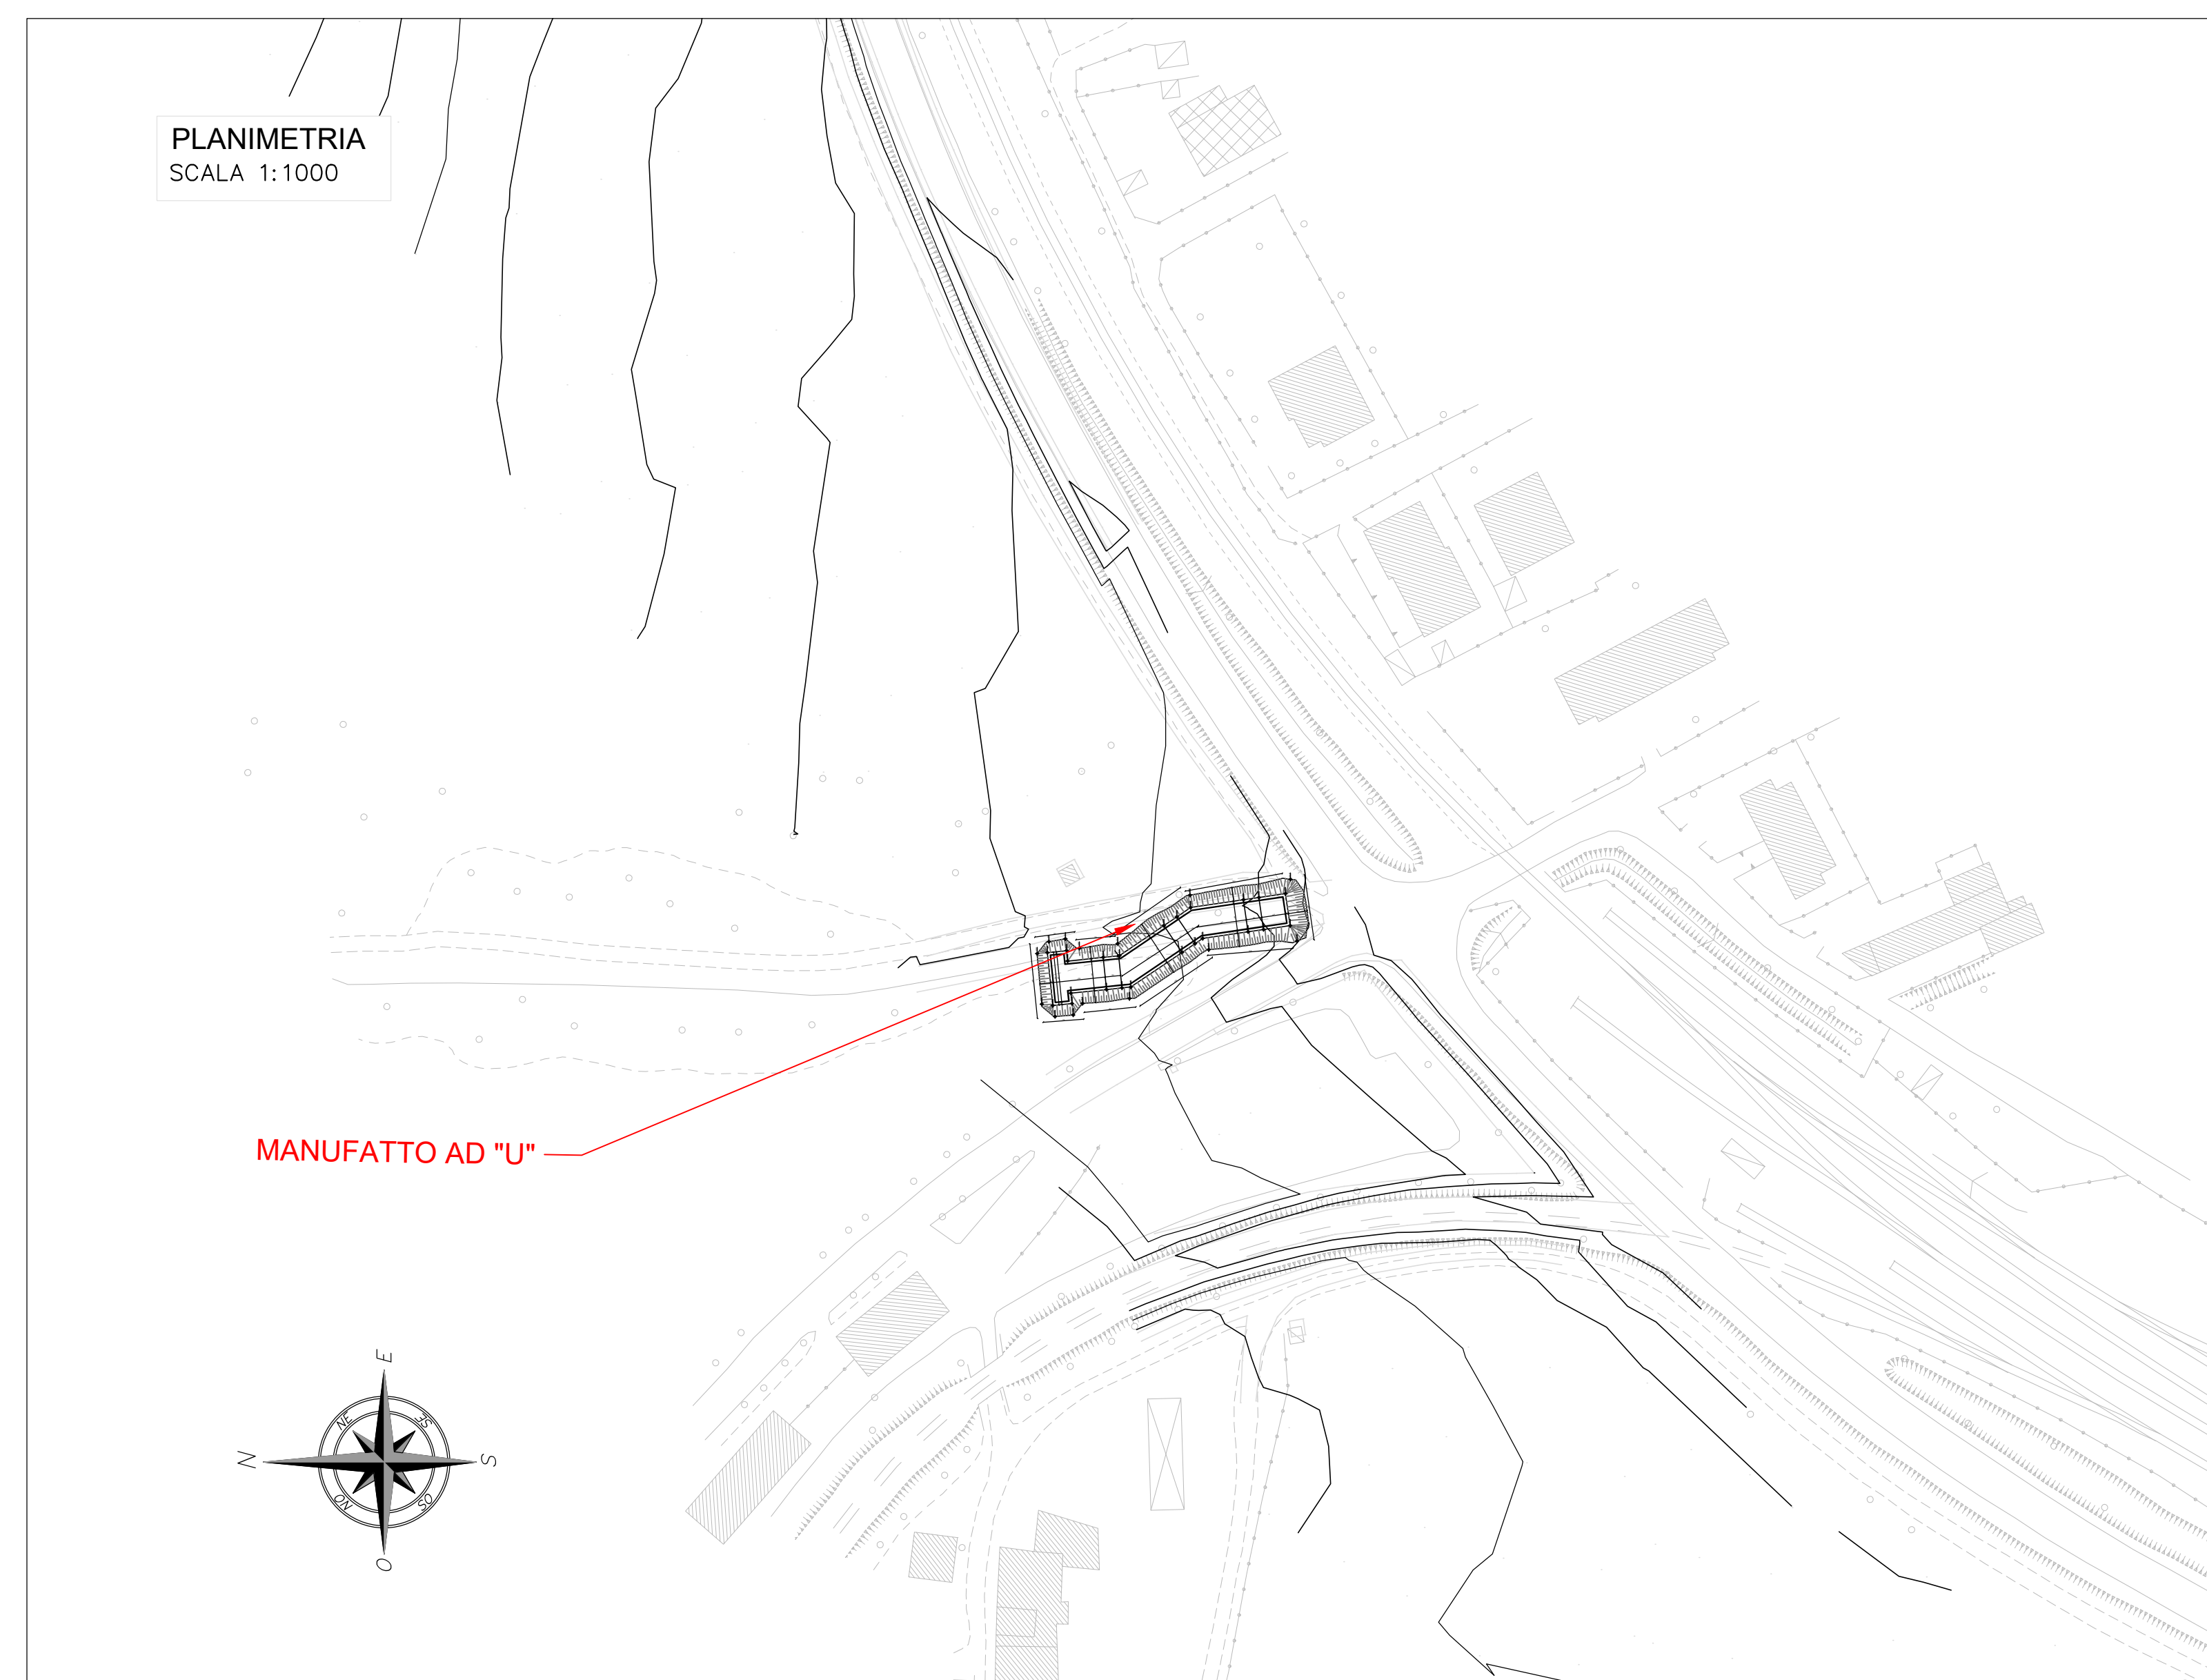 PLANIMETRIA
SCALA 1:1000
MANUFATTO AD "U"
E
NE
SE
N
S
NO
SO
O